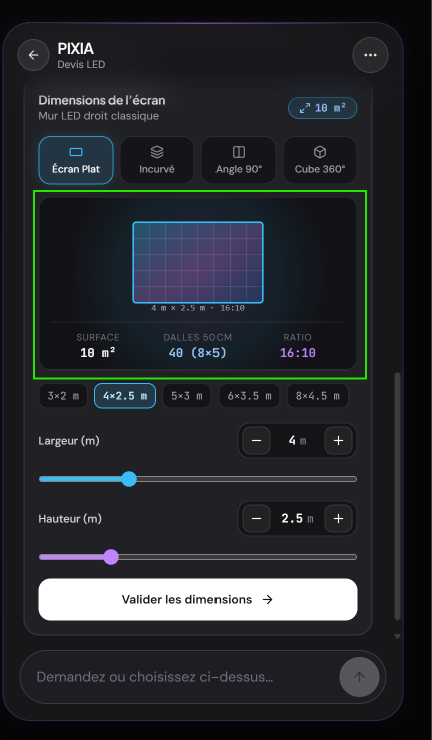 PIXIA
Devis LED
Dimensions de l'écran
Mur LED droit classique
10 m²
Écran Plat
Incurvé
Angle 90°
Cube 360°
4 m × 2.5 m · 16:10
SURFACE
DALLES 50CM
RATIO
10 m²
40 (8×5)
16:10
3×2 m
4×2.5 m
5×3 m
6×3.5 m
8×4.5 m
Largeur (m)
− 4 m +
Hauteur (m)
− 2.5 m +
Valider les dimensions →
Demandez ou choisissez ci-dessus...